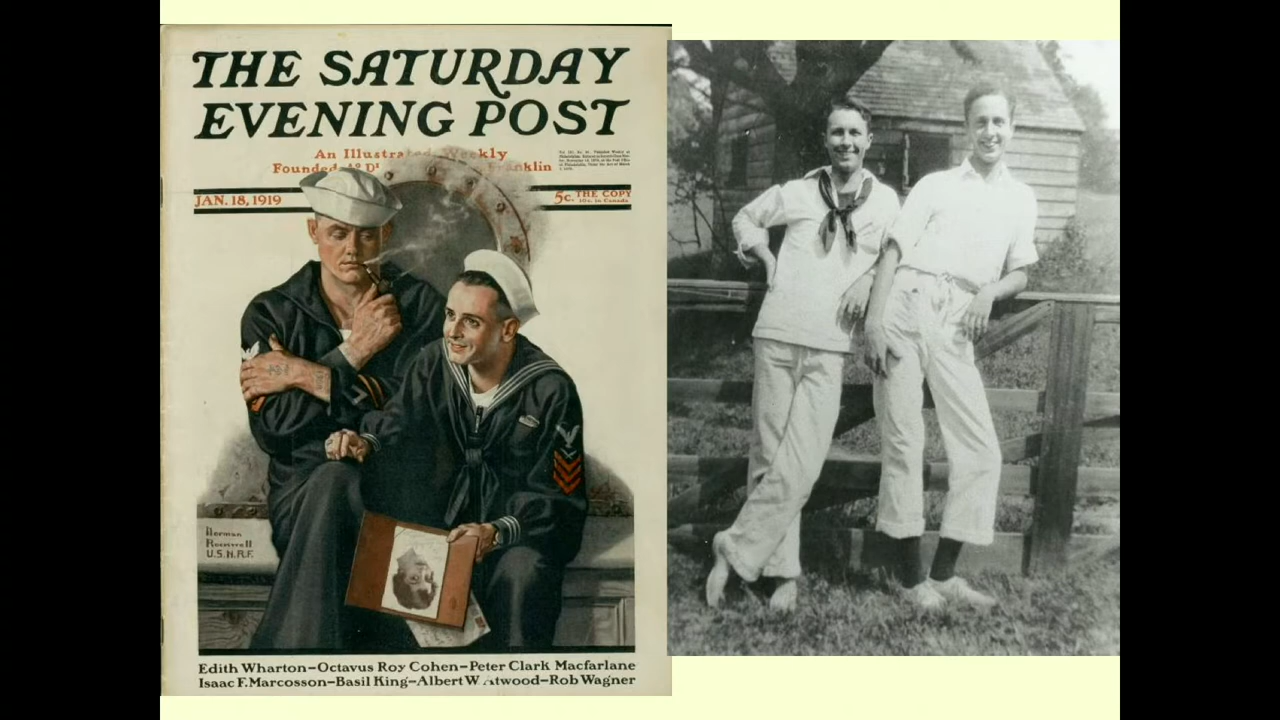 THE SATURDAY
EVENING POST
An Illustrated Weekly
Founded A° Di Franklin
JAN. 18, 1919
5c. THE COPY
10c. in Canada
Norman
Rockwell
U.S.N.R.F.
Edith Wharton–Octavus Roy Cohen–Peter Clark Macfarlane
Isaac F. Marcosson–Basil King–Albert W. Atwood–Rob Wagner